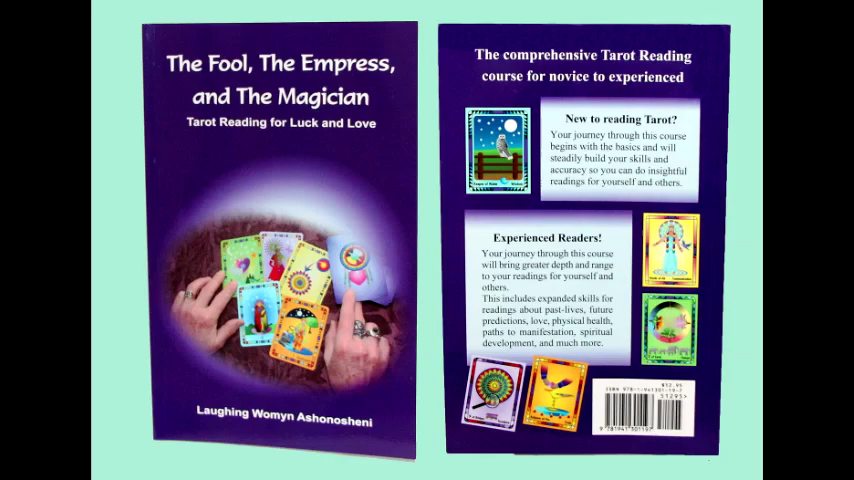 The Fool, The Empress,
and The Magician
Tarot Reading for Luck and Love
Laughing Womyn Ashonosheni
The comprehensive Tarot Reading
course for novice to experienced
New to reading Tarot?
Your journey through this course
begins with the basics and will
steadily build your skills and
accuracy so you can do insightful
readings for yourself and others.
Experienced Readers!
Your journey through this course
will bring greater depth and range
to your readings for yourself and
others.
This includes expanded skills for
readings about past-lives, future
predictions, love, physical health,
paths to manifestation, spiritual
development, and much more.
$12.95
51295>